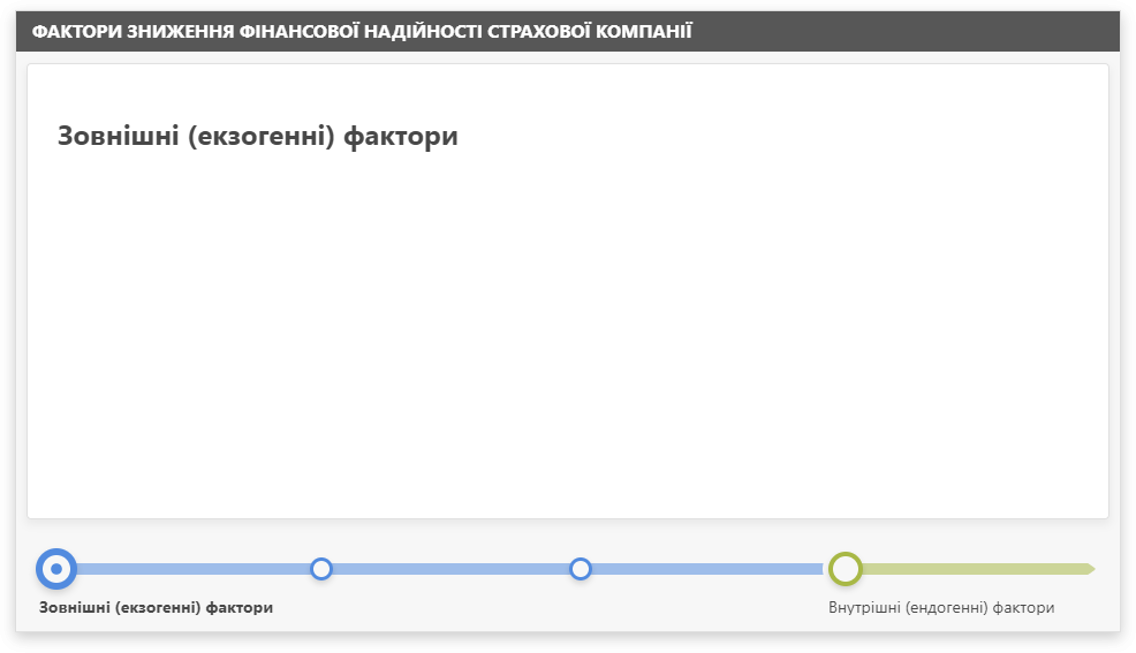 ФАКТОРИ ЗНИЖЕННЯ ФІНАНСОВОЇ НАДІЙНОСТІ СТРАХОВОЇ КОМПАНІЇ
Зовнішні (екзогенні) фактори
Зовнішні (екзогенні) фактори
Внутрішні (ендогенні) фактори